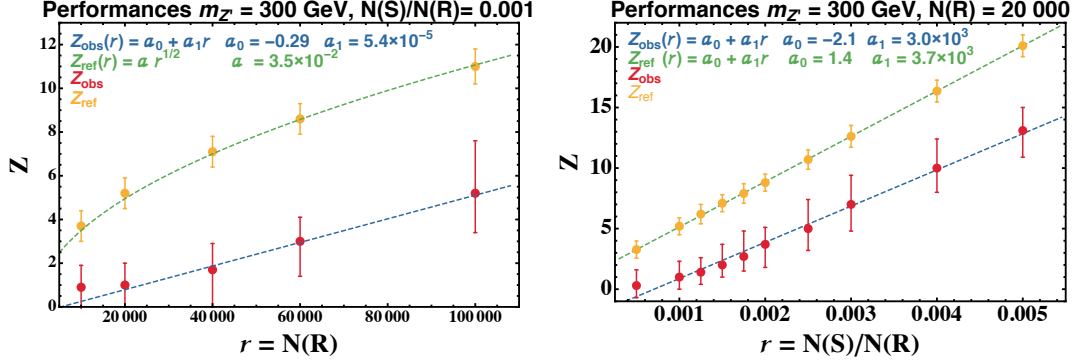 Performances m_Z' = 300 GeV, N(S)/N(R)= 0.001
Z_obs(r) = a_0 + a_1 r a_0 = −0.29 a_1 = 5.4×10^-5
Z_ref(r) = a r^1/2 a = 3.5×10^-2
Z_obs
Z_ref
12
10
8
6
4
2
0
Z
20 000 40 000 60 000 80 000 100 000
r = N(R)
Performances m_Z' = 300 GeV, N(R) = 20 000
Z_obs(r) = a_0 + a_1 r a_0 = −2.1 a_1 = 3.0×10^3
Z_ref (r) = a_0 + a_1 r a_0 = 1.4 a_1 = 3.7×10^3
Z_obs
Z_ref
20
15
10
5
0
Z
0.001 0.002 0.003 0.004 0.005
r = N(S)/N(R)